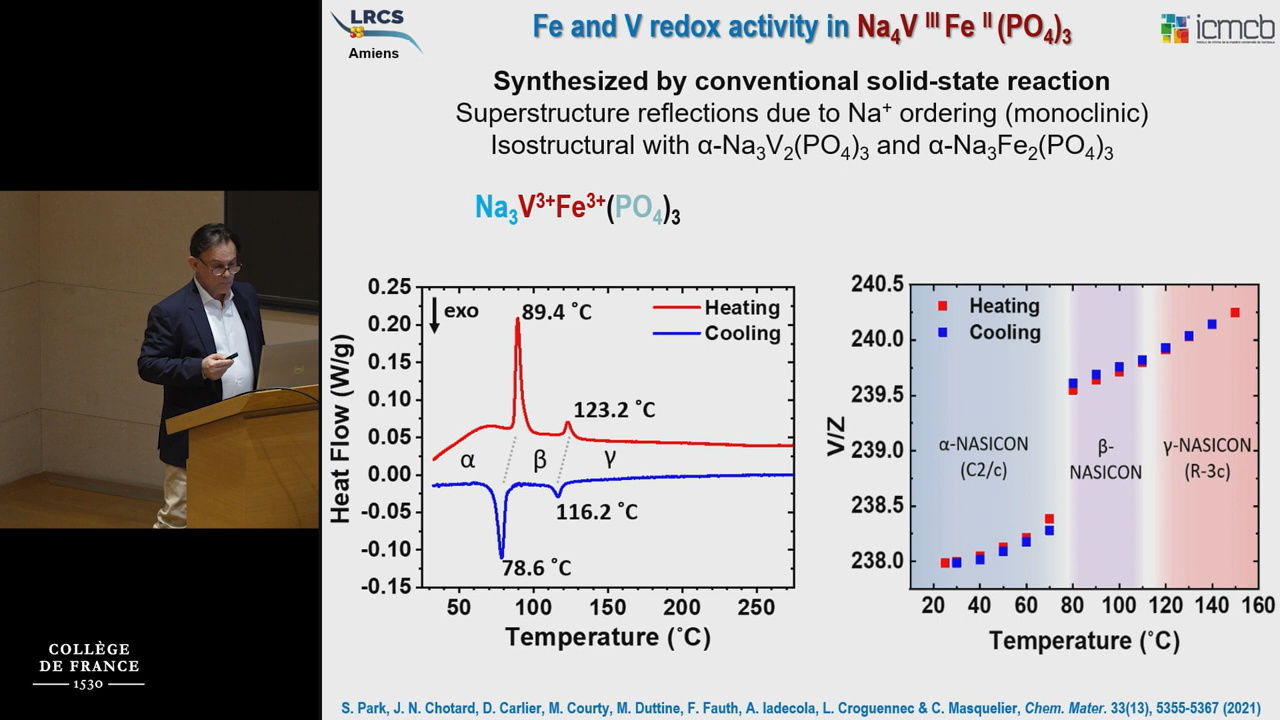 LRCS
Amiens
Fe and V redox activity in Na₄V ᴵᴵᴵ Fe ᴵᴵ (PO₄)₃
icmcb
Synthesized by conventional solid-state reaction
Superstructure reflections due to Na⁺ ordering (monoclinic)
Isostructural with α-Na₃V₂(PO₄)₃ and α-Na₃Fe₂(PO₄)₃
Na₃V³⁺Fe³⁺(PO₄)₃
Heat Flow (W/g)
0.25
0.20
0.15
0.10
0.05
0.00
-0.05
-0.10
-0.15
exo
89.4 ˚C
Heating
Cooling
123.2 ˚C
α
β
γ
116.2 ˚C
78.6 ˚C
50 100 150 200 250
Temperature (˚C)
V/Z
240.5
240.0
239.5
239.0
238.5
238.0
Heating
Cooling
α-NASICON
(C2/c)
β-
NASICON
γ-NASICON
(R-3c)
20 40 60 80 100 120 140 160
Temperature (˚C)
COLLÈGE
DE FRANCE
1530
S. Park, J. N. Chotard, D. Carlier, M. Courty, M. Duttine, F. Fauth, A. Iadecola, L. Croguennec & C. Masquelier, Chem. Mater. 33(13), 5355-5367 (2021)